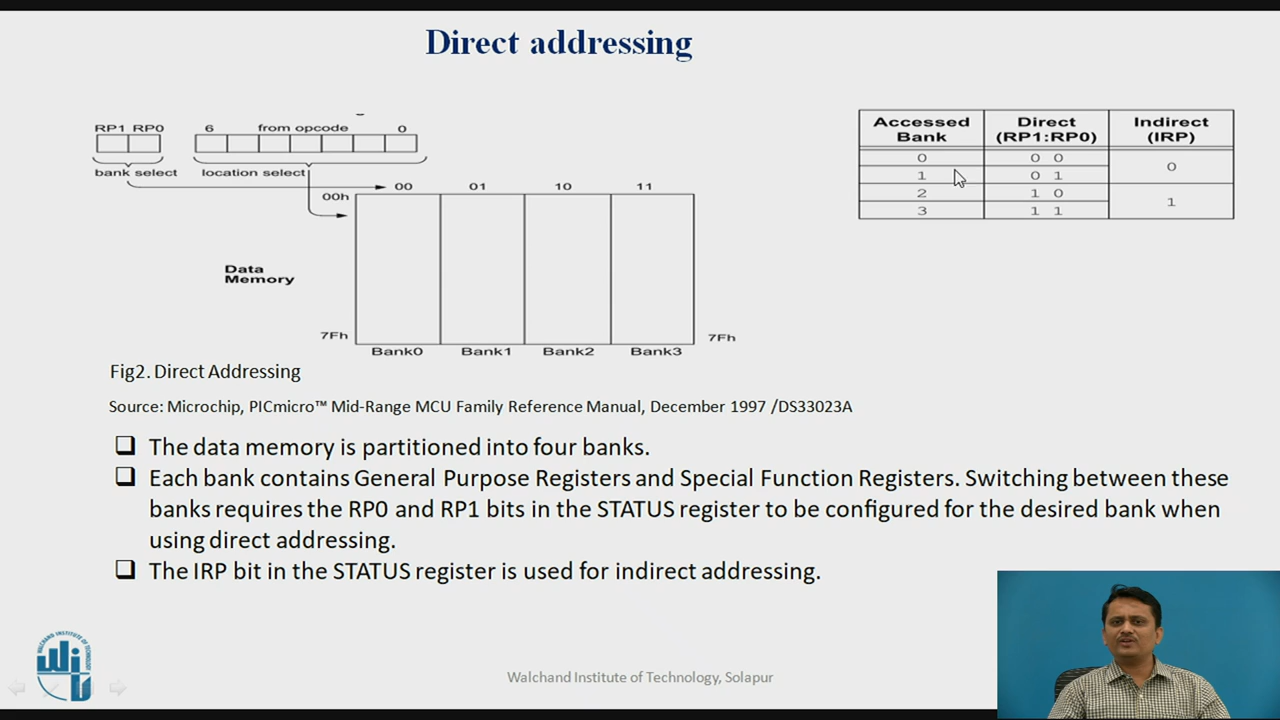 Direct addressing
RP1 RP0
6 from opcode 0
bank select
location select
00 01 10 11
00h
Data
Memory
7Fh
7Fh
Bank0 Bank1 Bank2 Bank3
Accessed Bank Direct (RP1:RP0) Indirect (IRP)
0 0 0 0
1 0 1
2 1 0 1
3 1 1
Fig2. Direct Addressing
Source: Microchip, PICmicro™ Mid-Range MCU Family Reference Manual, December 1997 /DS33023A
❑ The data memory is partitioned into four banks.
❑ Each bank contains General Purpose Registers and Special Function Registers. Switching between these
banks requires the RP0 and RP1 bits in the STATUS register to be configured for the desired bank when
using direct addressing.
❑ The IRP bit in the STATUS register is used for indirect addressing.
WALCHAND INSTITUTE OF TECHNOLOGY
WIT
Walchand Institute of Technology, Solapur